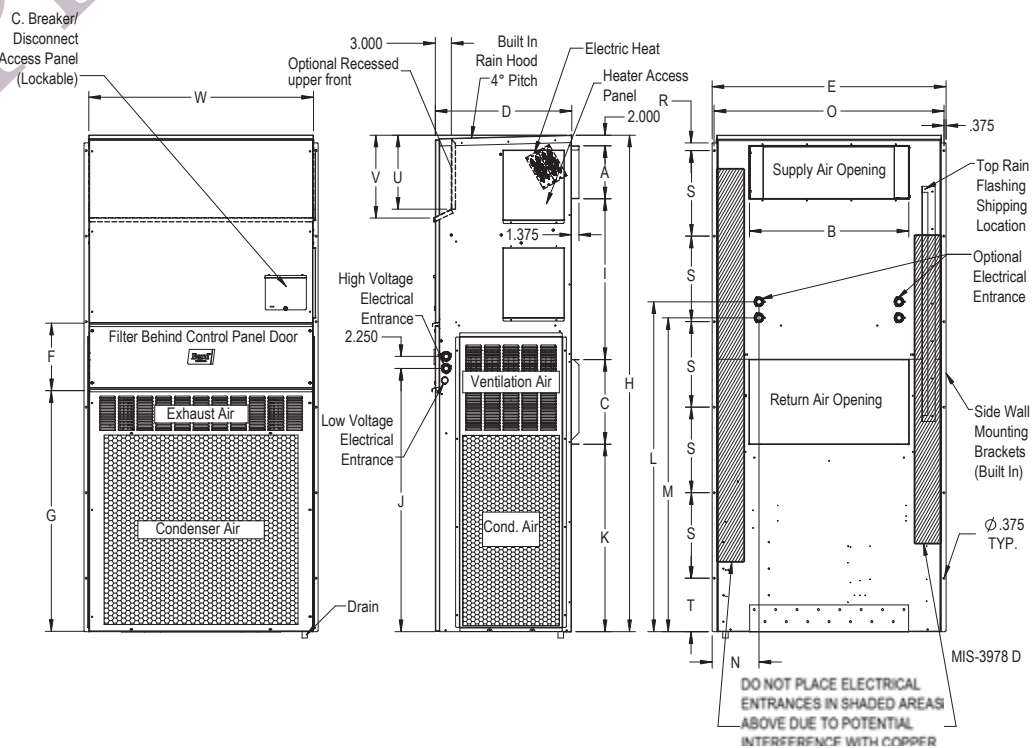 C. Breaker/
Disconnect
Access Panel
(Lockable)
W
F
G
Filter Behind Control Panel Door
Bard
Exhaust Air
Condenser Air
Drain
3.000
Optional Recessed
upper front
Built In
Rain Hood
4° Pitch
Electric Heat
Heater Access
Panel
D
2.000
V
U
A
1.375
I
High Voltage
Electrical
Entrance
2.250
Low Voltage
Electrical
Entrance
J
Ventilation Air
Cond. Air
C
K
H
E
O
R
.375
Supply Air Opening
B
S
S
S
S
S
T
L
M
N
Return Air Opening
Top Rain
Flashing
Shipping
Location
Optional
Electrical
Entrance
Side Wall
Mounting
Brackets
(Built In)
Ø .375
TYP.
MIS-3978 D
DO NOT PLACE ELECTRICAL
ENTRANCES IN SHADED AREAS
ABOVE DUE TO POTENTIAL
INTERFERENCE WITH COPPER